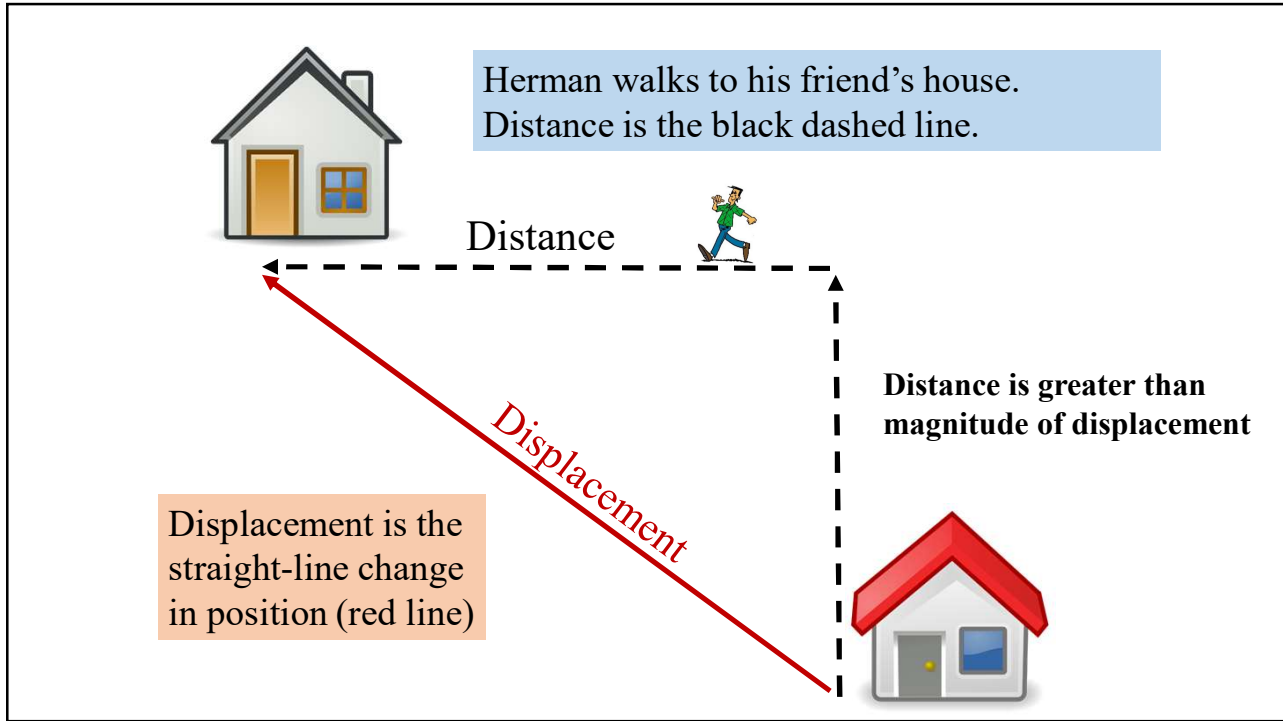 Herman walks to his friend’s house.
Distance is the black dashed line.
Distance
Distance is greater than
magnitude of displacement
Displacement
Displacement is the
straight-line change
in position (red line)